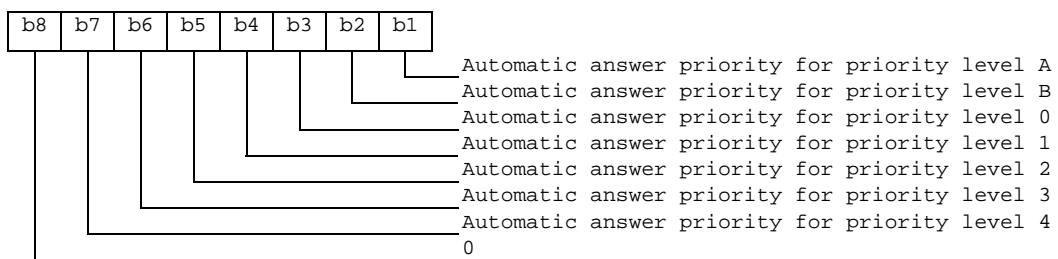 b8 b7 b6 b5 b4 b3 b2 b1
Automatic answer priority for priority level A
Automatic answer priority for priority level B
Automatic answer priority for priority level 0
Automatic answer priority for priority level 1
Automatic answer priority for priority level 2
Automatic answer priority for priority level 3
Automatic answer priority for priority level 4
0